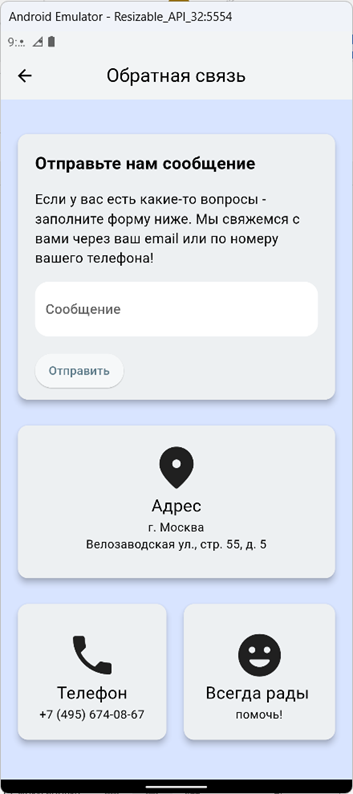 Android Emulator - Resizable_API_32:5554
9:
Обратная связь
Отправьте нам сообщение
Если у вас есть какие-то вопросы -
заполните форму ниже. Мы свяжемся с
вами через ваш email или по номеру
вашего телефона!
Сообщение
Отправить
Адрес
г. Москва
Велозаводская ул., стр. 55, д. 5
Телефон
Всегда рады
+7 (495) 674-08-67
помочь!